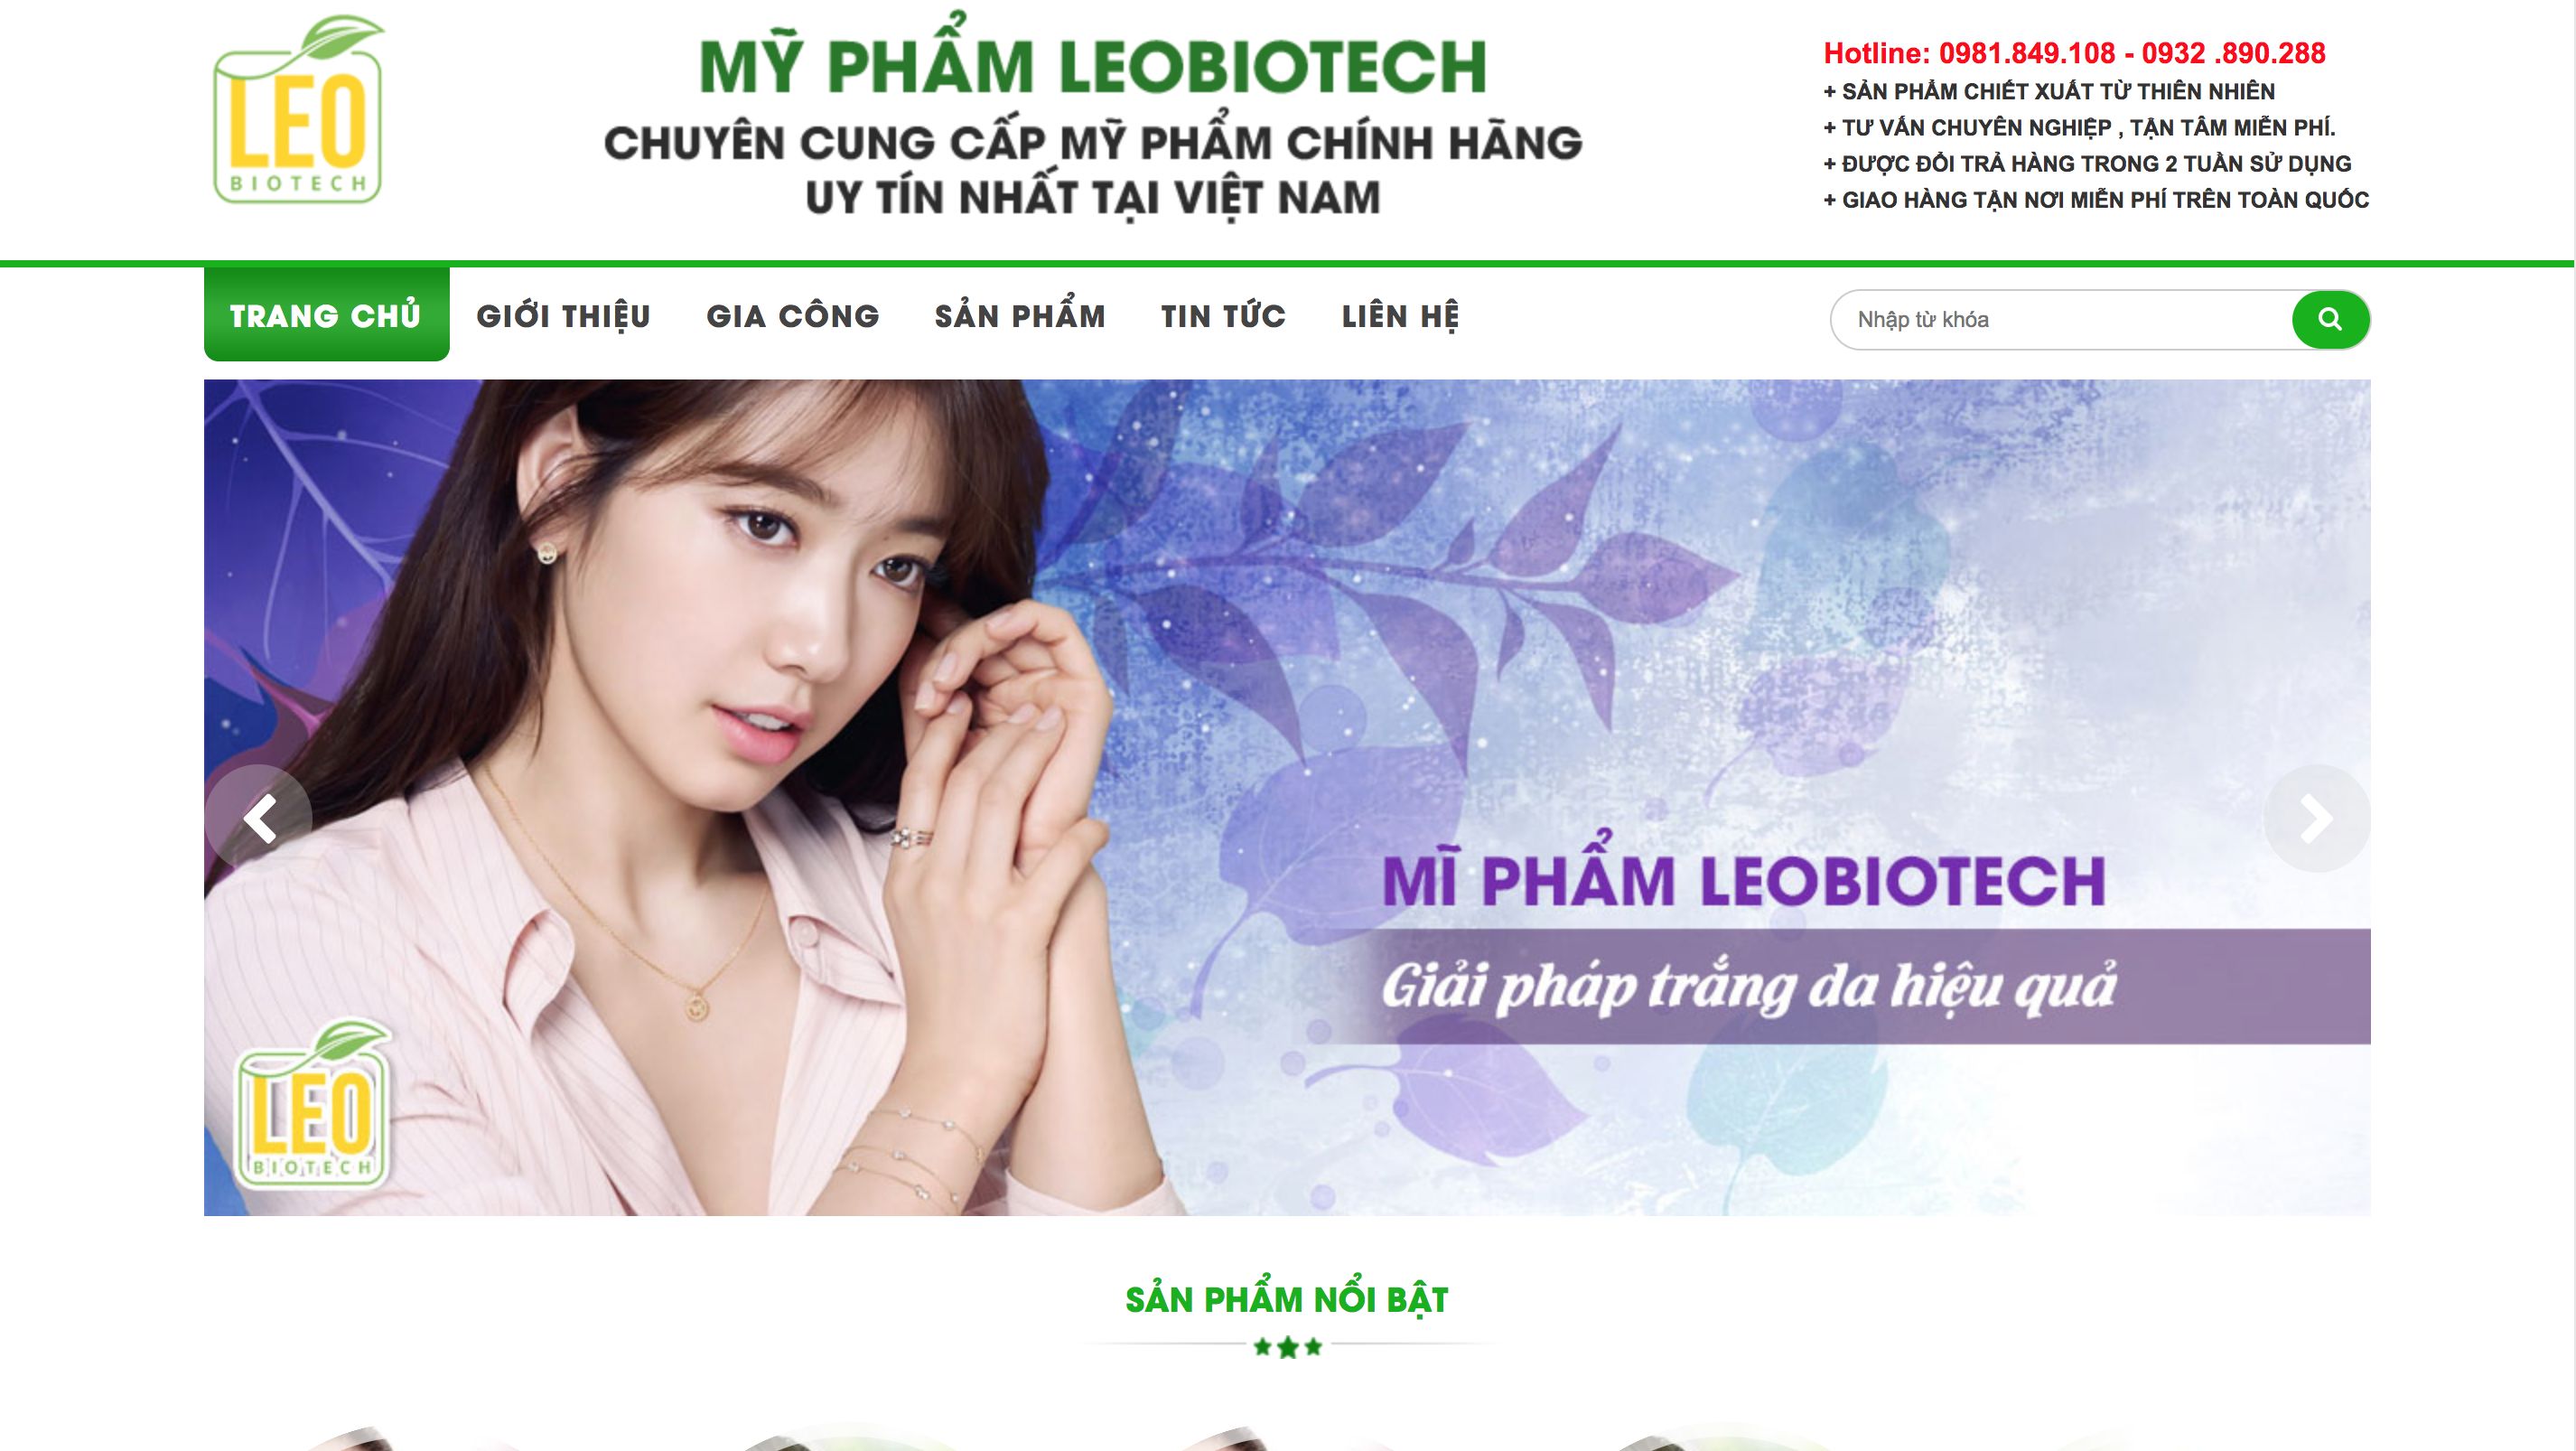 LEO
BIOTECH
MỸ PHẨM LEOBIOTECH
CHUYÊN CUNG CẤP MỸ PHẨM CHÍNH HÃNG
UY TÍN NHẤT TẠI VIỆT NAM
Hotline: 0981.849.108 - 0932 .890.288
+ SẢN PHẨM CHIẾT XUẤT TỪ THIÊN NHIÊN
+ TƯ VẤN CHUYÊN NGHIỆP , TẬN TÂM MIỄN PHÍ.
+ ĐƯỢC ĐỔI TRẢ HÀNG TRONG 2 TUẦN SỬ DỤNG
+ GIAO HÀNG TẬN NƠI MIỄN PHÍ TRÊN TOÀN QUỐC
TRANG CHỦ GIỚI THIỆU GIA CÔNG SẢN PHẨM TIN TỨC LIÊN HỆ
Nhập từ khóa
MĨ PHẨM LEOBIOTECH
Giải pháp trắng da hiệu quả
LEO
BIOTECH
SẢN PHẨM NỔI BẬT